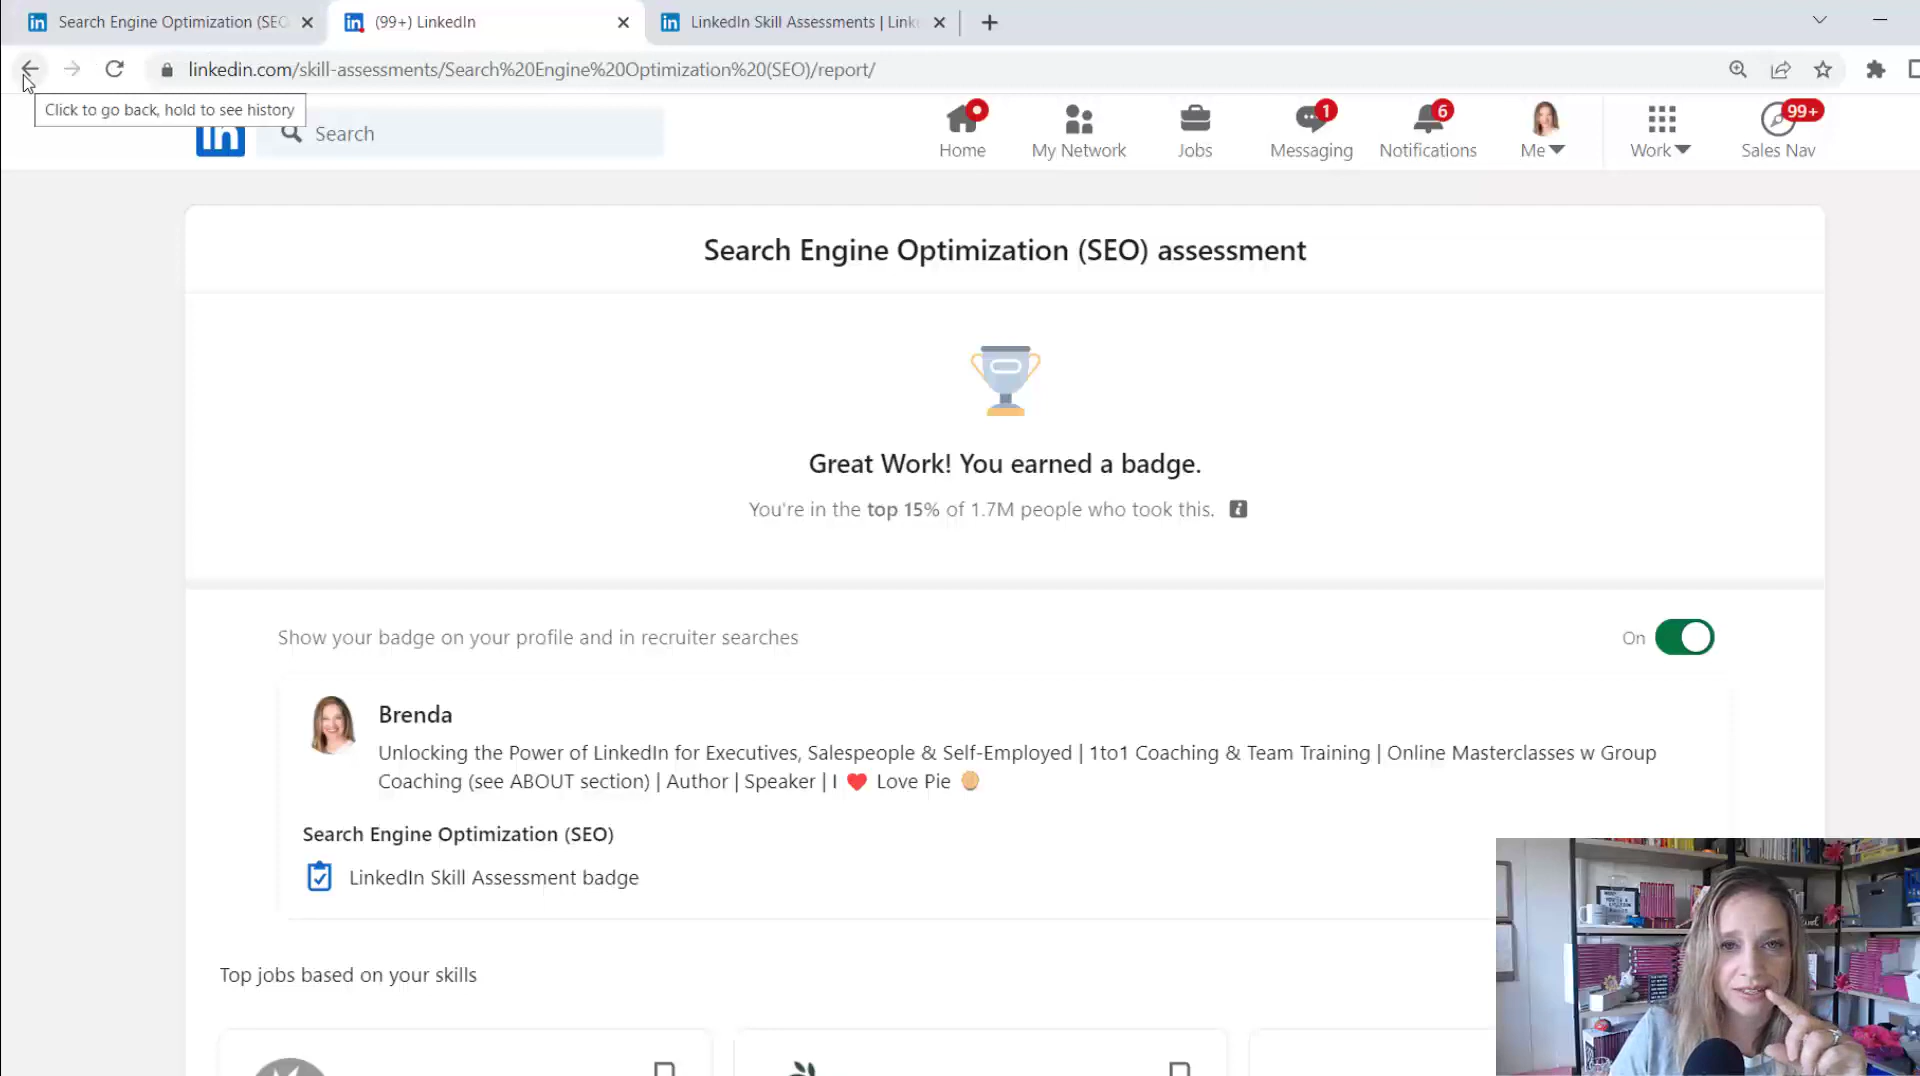 Search Engine Optimization (SEO
(99+) LinkedIn
LinkedIn Skill Assessments | Link
linkedin.com/skill-assessments/Search%20Engine%20Optimization%20(SEO)/report/
Click to go back, hold to see history
in
Search
Home
My Network
Jobs
1
Messaging
6
Notifications
Me
Work
99+
Sales Nav
Search Engine Optimization (SEO) assessment
Great Work! You earned a badge.
You're in the top 15% of 1.7M people who took this.
Show your badge on your profile and in recruiter searches
On
Brenda
Unlocking the Power of LinkedIn for Executives, Salespeople & Self-Employed | 1to1 Coaching & Team Training | Online Masterclasses w Group
Coaching (see ABOUT section) | Author | Speaker | I ❤️ Love Pie 🥧
Search Engine Optimization (SEO)
LinkedIn Skill Assessment badge
Top jobs based on your skills